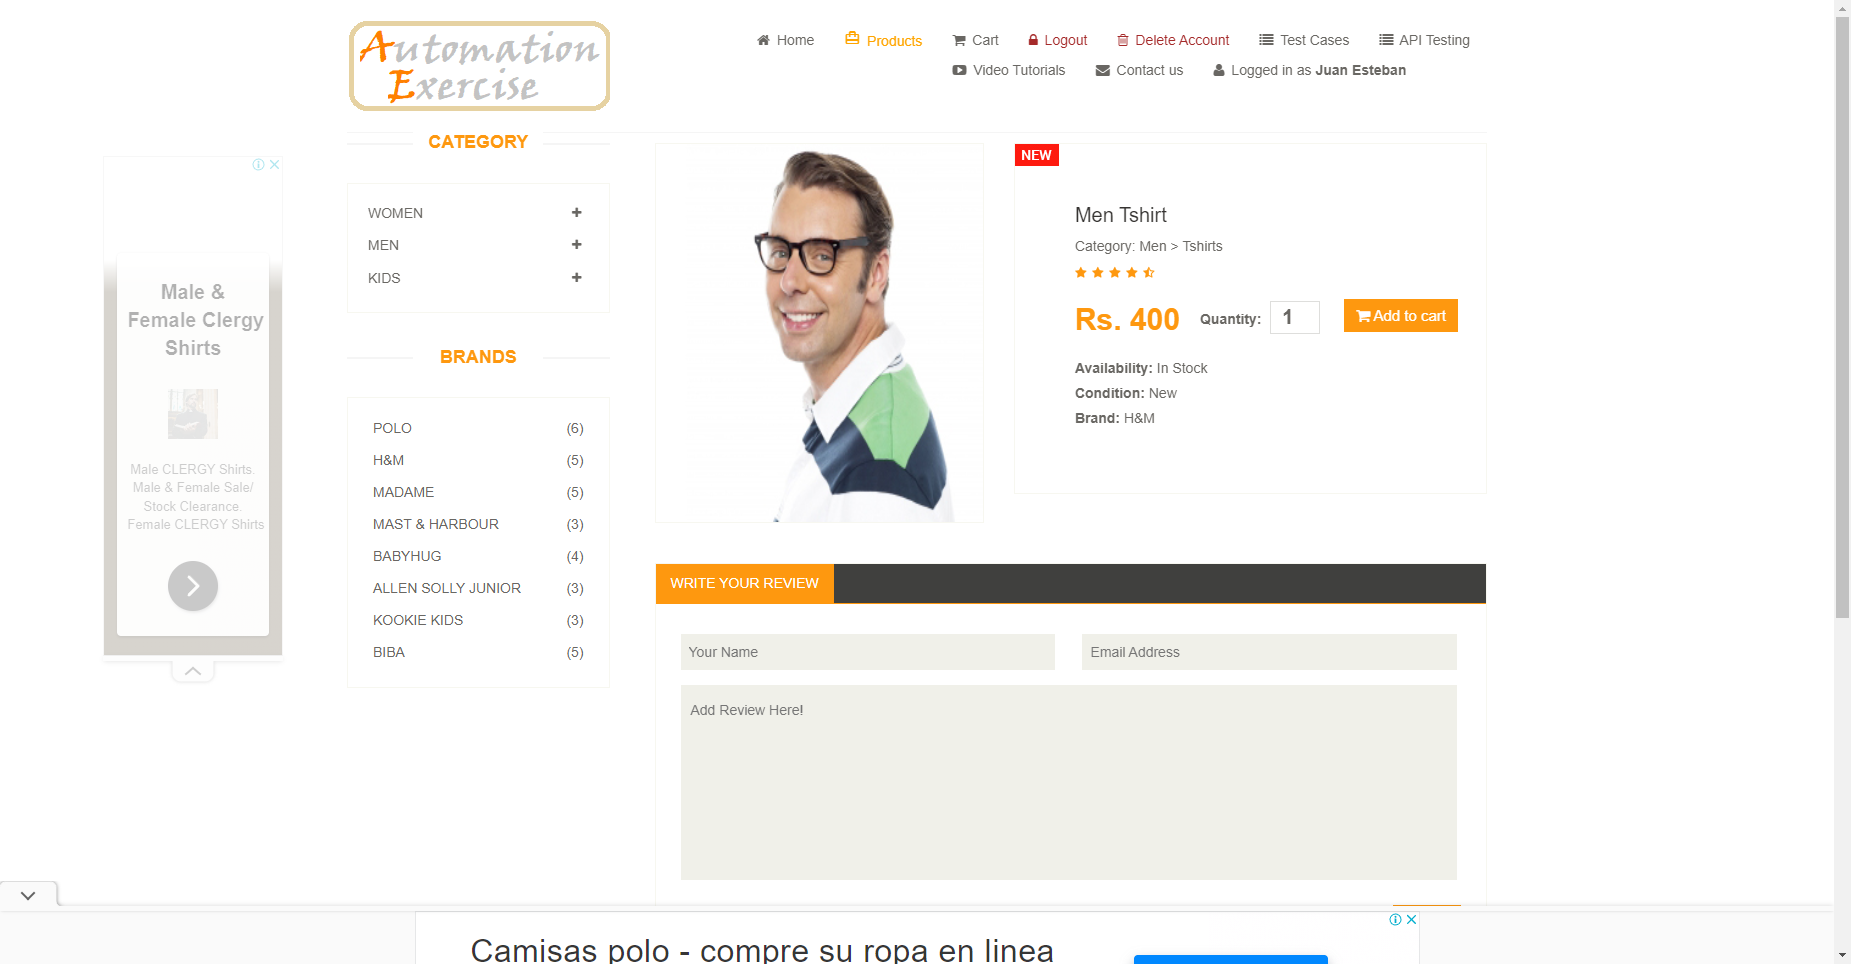 Automation
Exercise
Home
Products
Cart
Logout
Delete Account
Test Cases
API Testing
Video Tutorials
Contact us
Logged in as Juan Esteban
Male &
Female Clergy
Shirts
Male CLERGY Shirts.
Male & Female Sale/
Stock Clearance.
Female CLERGY Shirts
CATEGORY
WOMEN
MEN
KIDS
BRANDS
POLO (6)
H&M (5)
MADAME (5)
MAST & HARBOUR (3)
BABYHUG (4)
ALLEN SOLLY JUNIOR (3)
KOOKIE KIDS (3)
BIBA (5)
NEW
Men Tshirt
Category: Men > Tshirts
Rs. 400 Quantity: 1 Add to cart
Availability: In Stock
Condition: New
Brand: H&M
WRITE YOUR REVIEW
Your Name
Email Address
Add Review Here!
Camisas polo - compre su ropa en linea